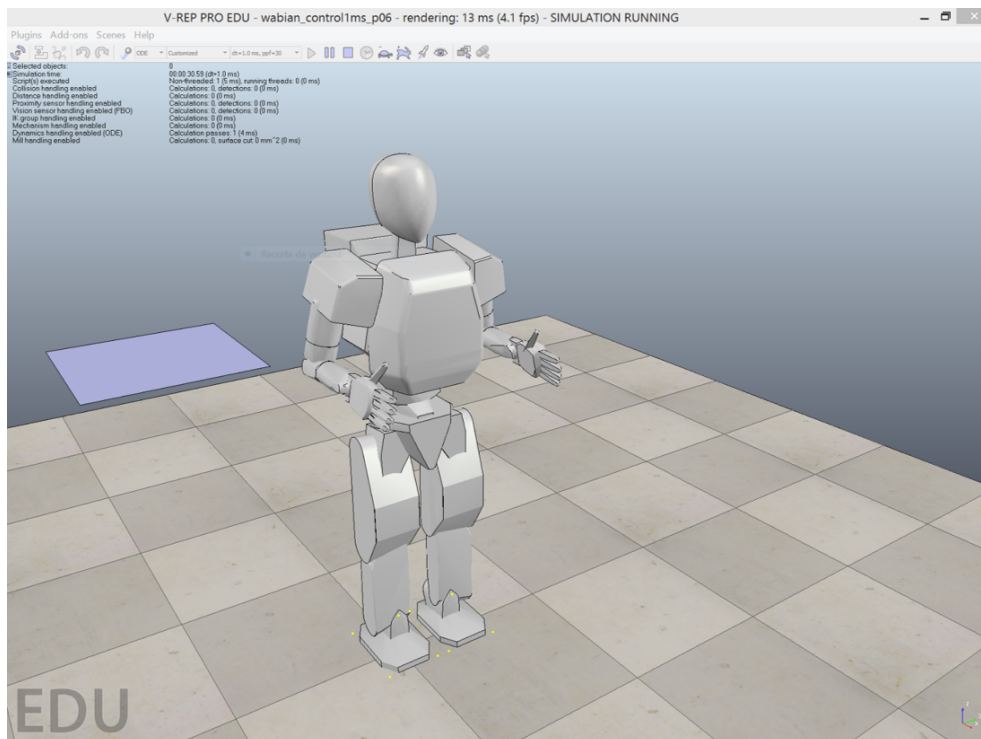 V-REP PRO EDU - wabian_control1ms_p06 - rendering: 13 ms (4.1 fps) - SIMULATION RUNNING
Plugins Add-ons Scenes Help
ODE Customized dt=1.0 ms, ppf=30
Selected objects: 0
Simulation time: 00:00:30.59 (dt=1.0 ms)
Script(s) executed Non-threaded: 1 (5 ms), running threads: 0 (0 ms)
Collision handling enabled Calculations: 0, detections: 0 (0 ms)
Distance handling enabled Calculations: 0 (0 ms)
Proximity sensor handling enabled Calculations: 0, detections: 0 (0 ms)
Vision sensor handling enabled (FBO) Calculations: 0, detections: 0 (0 ms)
IK group handling enabled Calculations: 0 (0 ms)
Mechanism handling enabled Calculations: 0 (0 ms)
Dynamics handling enabled (ODE) Calculation passes: 1 (4 ms)
Mill handling enabled Calculations: 0, surface cut: 0 mm^2 (0 ms)
Recorte de
EDU